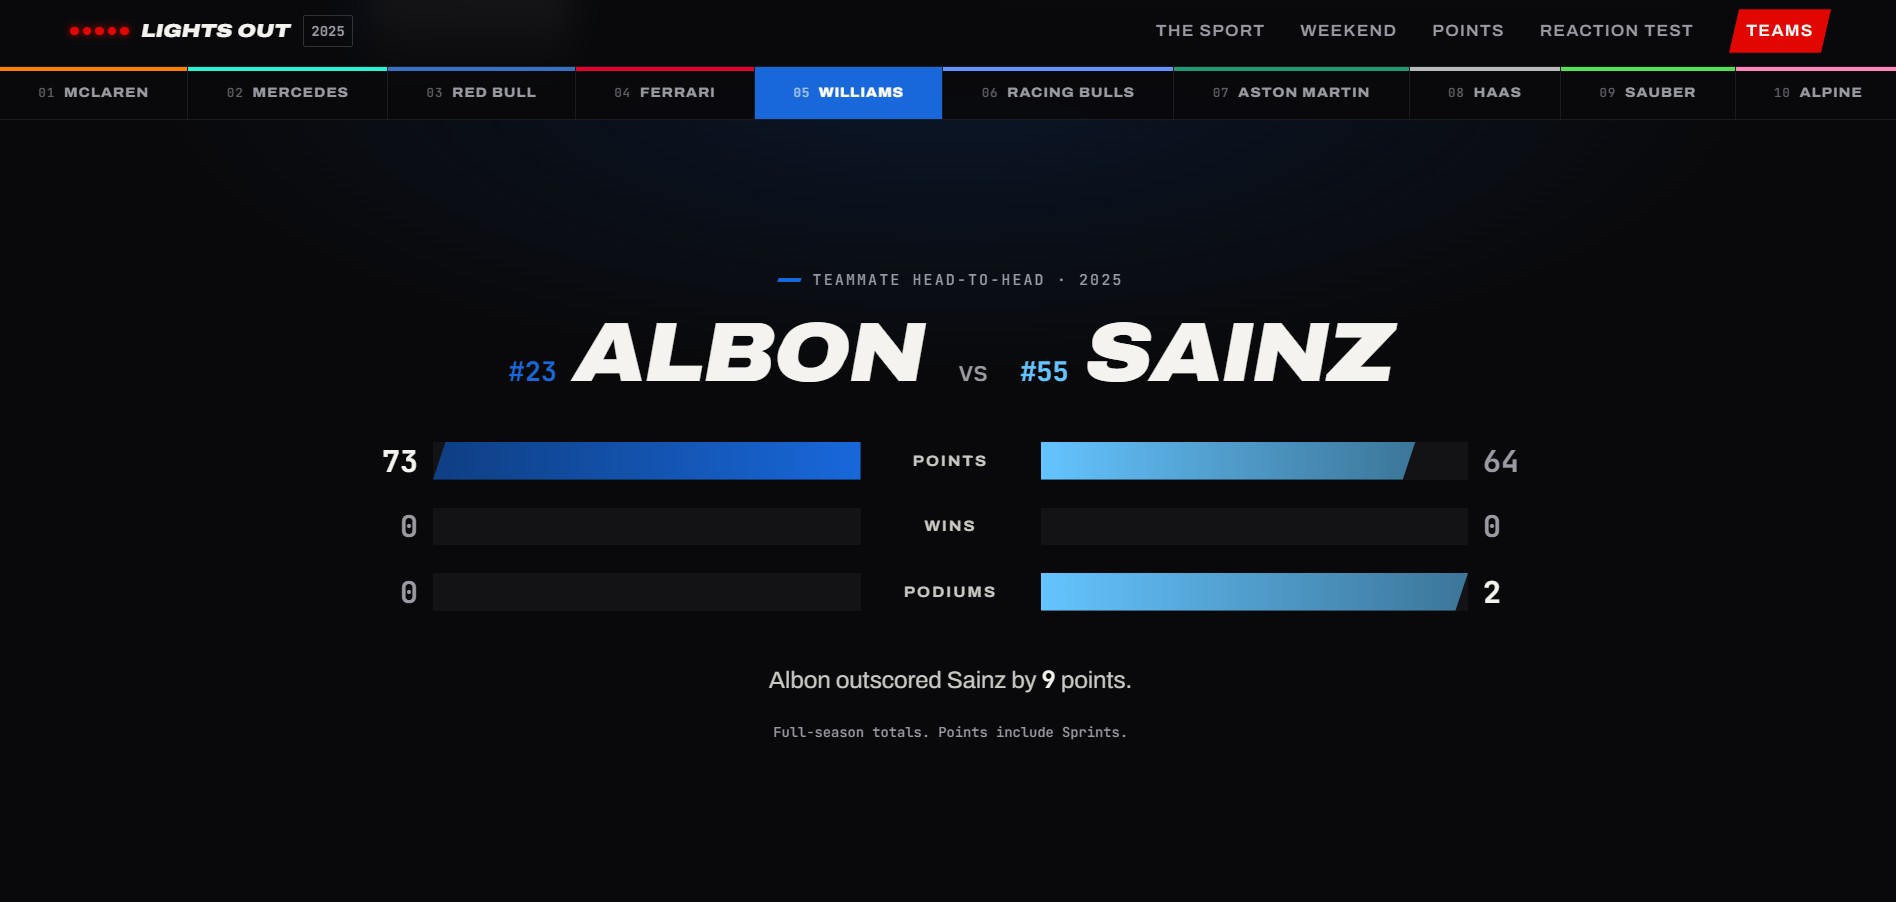 LIGHTS OUT 2025 THE SPORT WEEKEND POINTS REACTION TEST TEAMS
01 MCLAREN 02 MERCEDES 03 RED BULL 04 FERRARI 05 WILLIAMS 06 RACING BULLS 07 ASTON MARTIN 08 HAAS 09 SAUBER 10 ALPINE
TEAMMATE HEAD-TO-HEAD · 2025
#23 ALBON VS #55 SAINZ
73 POINTS 64
0 WINS 0
0 PODIUMS 2
Albon outscored Sainz by 9 points.
Full-season totals. Points include Sprints.